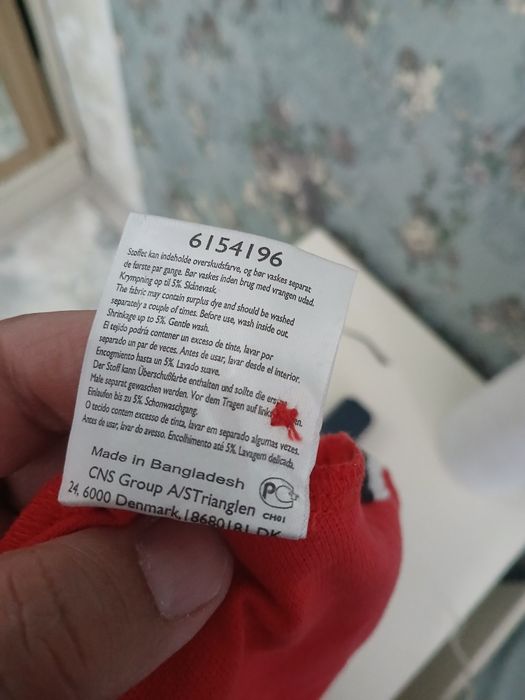 6154196
Stoffet kan indeholde overskudsfarve, og bør vaskes separat
de første par gange. Bør vaskes inden brug med vrangen udad.
Krympning op til 5%. Skånevask.
The fabric may contain surplus dye and should be washed
separately a couple of times. Before use, wash inside out.
Shrinkage up to 5%. Gentle wash.
El tejido podría contener un exceso de tinte, lavar por
separado un par de veces. Antes de usar, lavar desde el interior.
Encogimiento hasta un 5%. Lavado suave.
Der Stoff kann Überschußfarbe enthalten und sollte die
Male separat gewaschen werden. Vor dem Tragen auf
Einlaufen bis zu 5%. Schonwaschgang.
O tecido contem excesso de tinta, lavar em separado algumas vezes.
Antes de usar, lavar do avesso. Encolhimento até 5%. Lavagem delicada.
Made in Bangladesh
CNS Group A/STrianglen
24, 6000 Denmark, 18680181 DK
PC
CH01